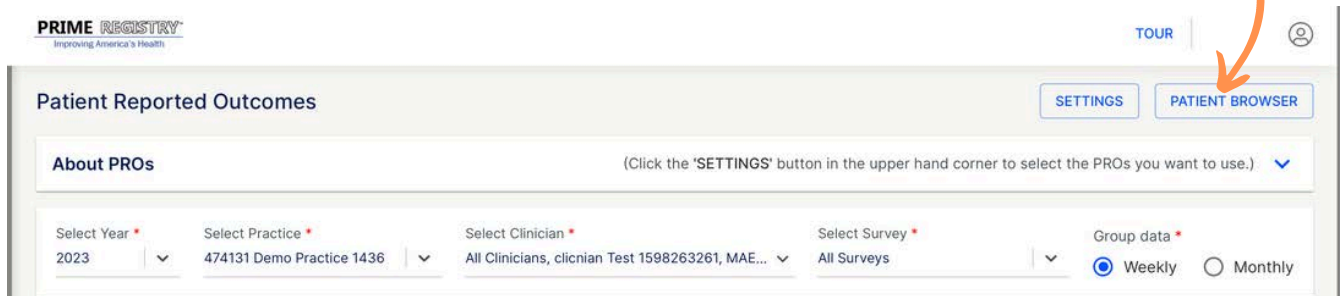 PRIME REGISTRY™
Improving America's Health
TOUR
Patient Reported Outcomes
SETTINGS
PATIENT BROWSER
About PROs
(Click the 'SETTINGS' button in the upper hand corner to select the PROs you want to use.)
Select Year *
Select Practice *
Select Clinician *
Select Survey *
Group data *
2023
474131 Demo Practice 1436
All Clinicians, clicnian Test 1598263261, MAE...
All Surveys
Weekly
Monthly